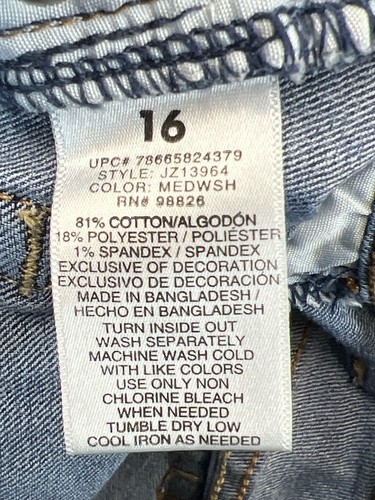 16
UPC# 78665824379
STYLE: JZ13964
COLOR: MEDWSH
RN# 98826
81% COTTON/ALGODÓN
18% POLYESTER / POLIÉSTER
1% SPANDEX / SPANDEX
EXCLUSIVE OF DECORATION
EXCLUSIVO DE DECORACIÓN
MADE IN BANGLADESH /
HECHO EN BANGLADESH
TURN INSIDE OUT
WASH SEPARATELY
MACHINE WASH COLD
WITH LIKE COLORS
USE ONLY NON
CHLORINE BLEACH
WHEN NEEDED
TUMBLE DRY LOW
COOL IRON AS NEEDED